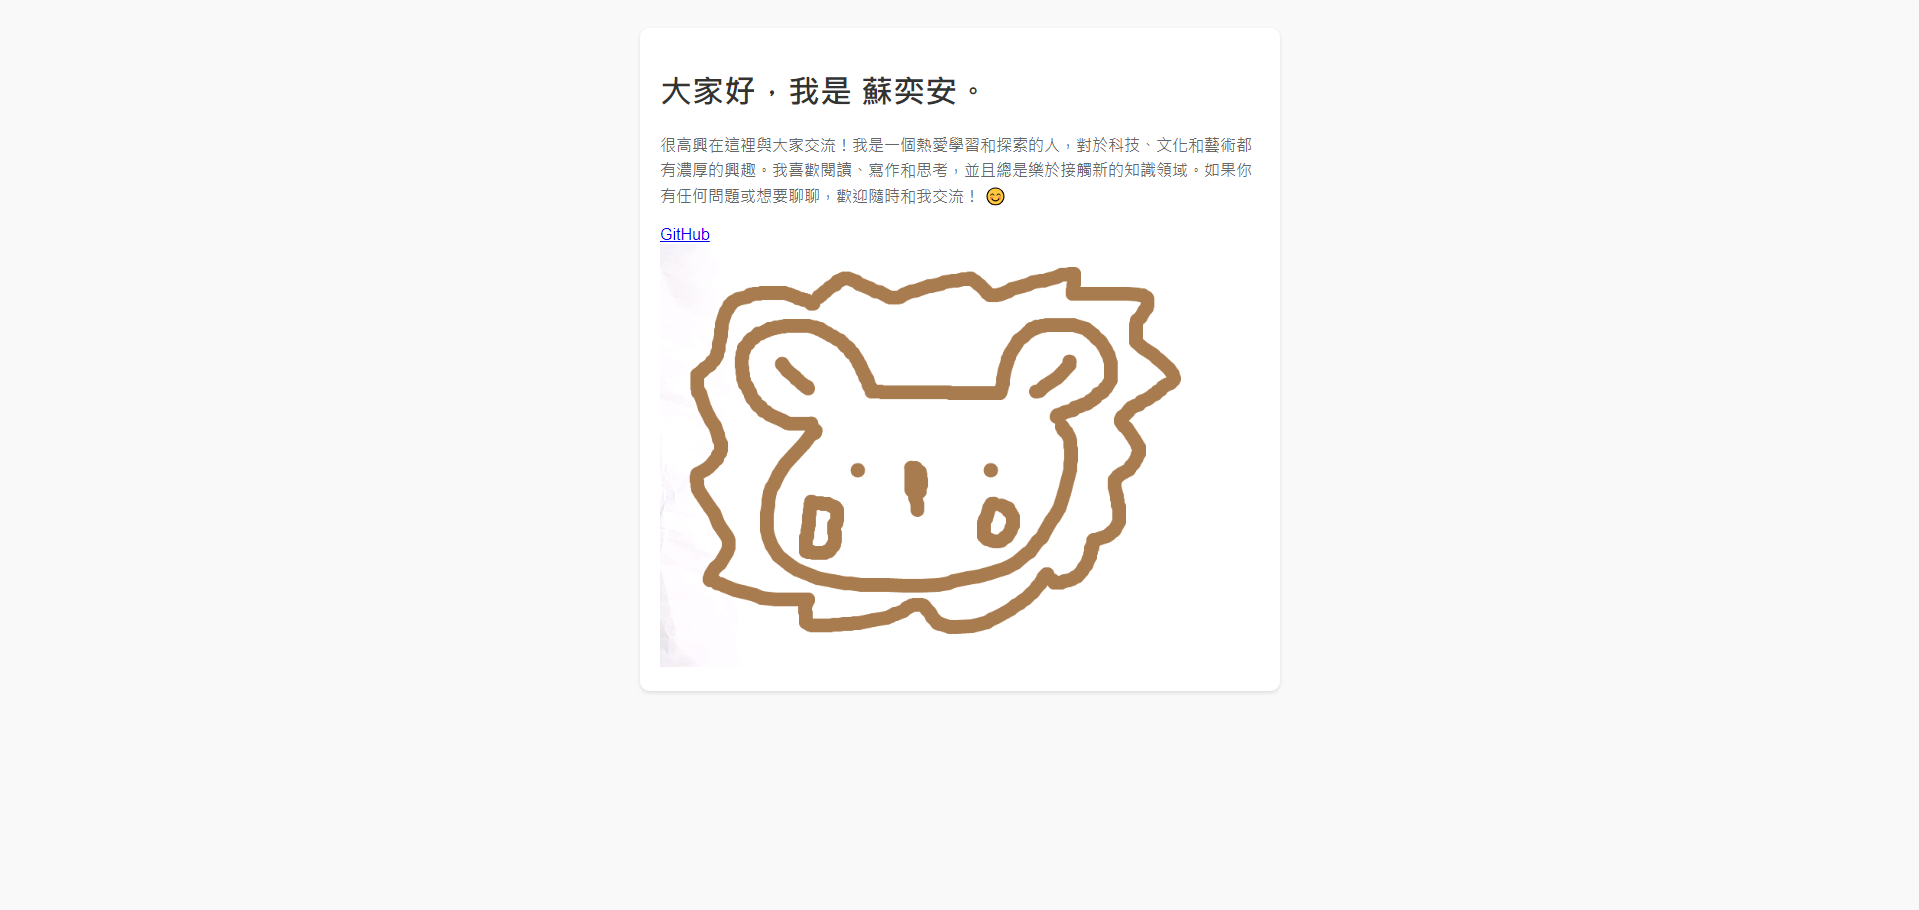 大家好，我是 蘇奕安。
很高興在這裡與大家交流！我是一個熱愛學習和探索的人，對於科技、文化和藝術都
有濃厚的興趣。我喜歡閱讀、寫作和思考，並且總是樂於接觸新的知識領域。如果你
有任何問題或想要聊聊，歡迎隨時和我交流！ 😊
GitHub